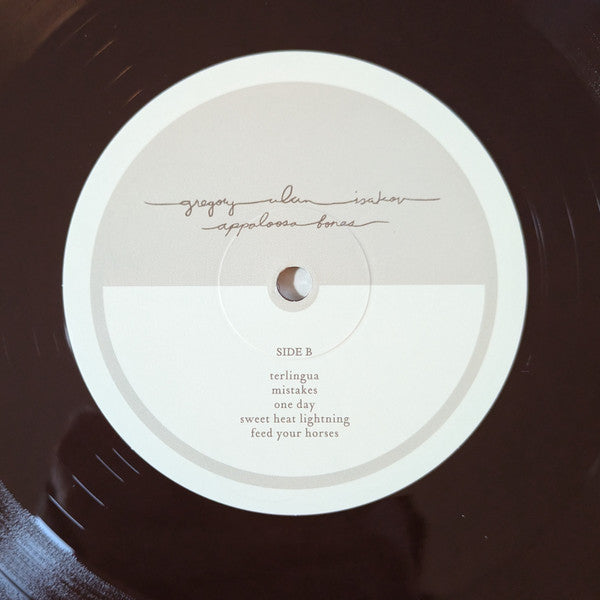 gregory alan isakov
appaloosa bones
SIDE B
terlingua
mistakes
one day
sweet heat lightning
feed your horses